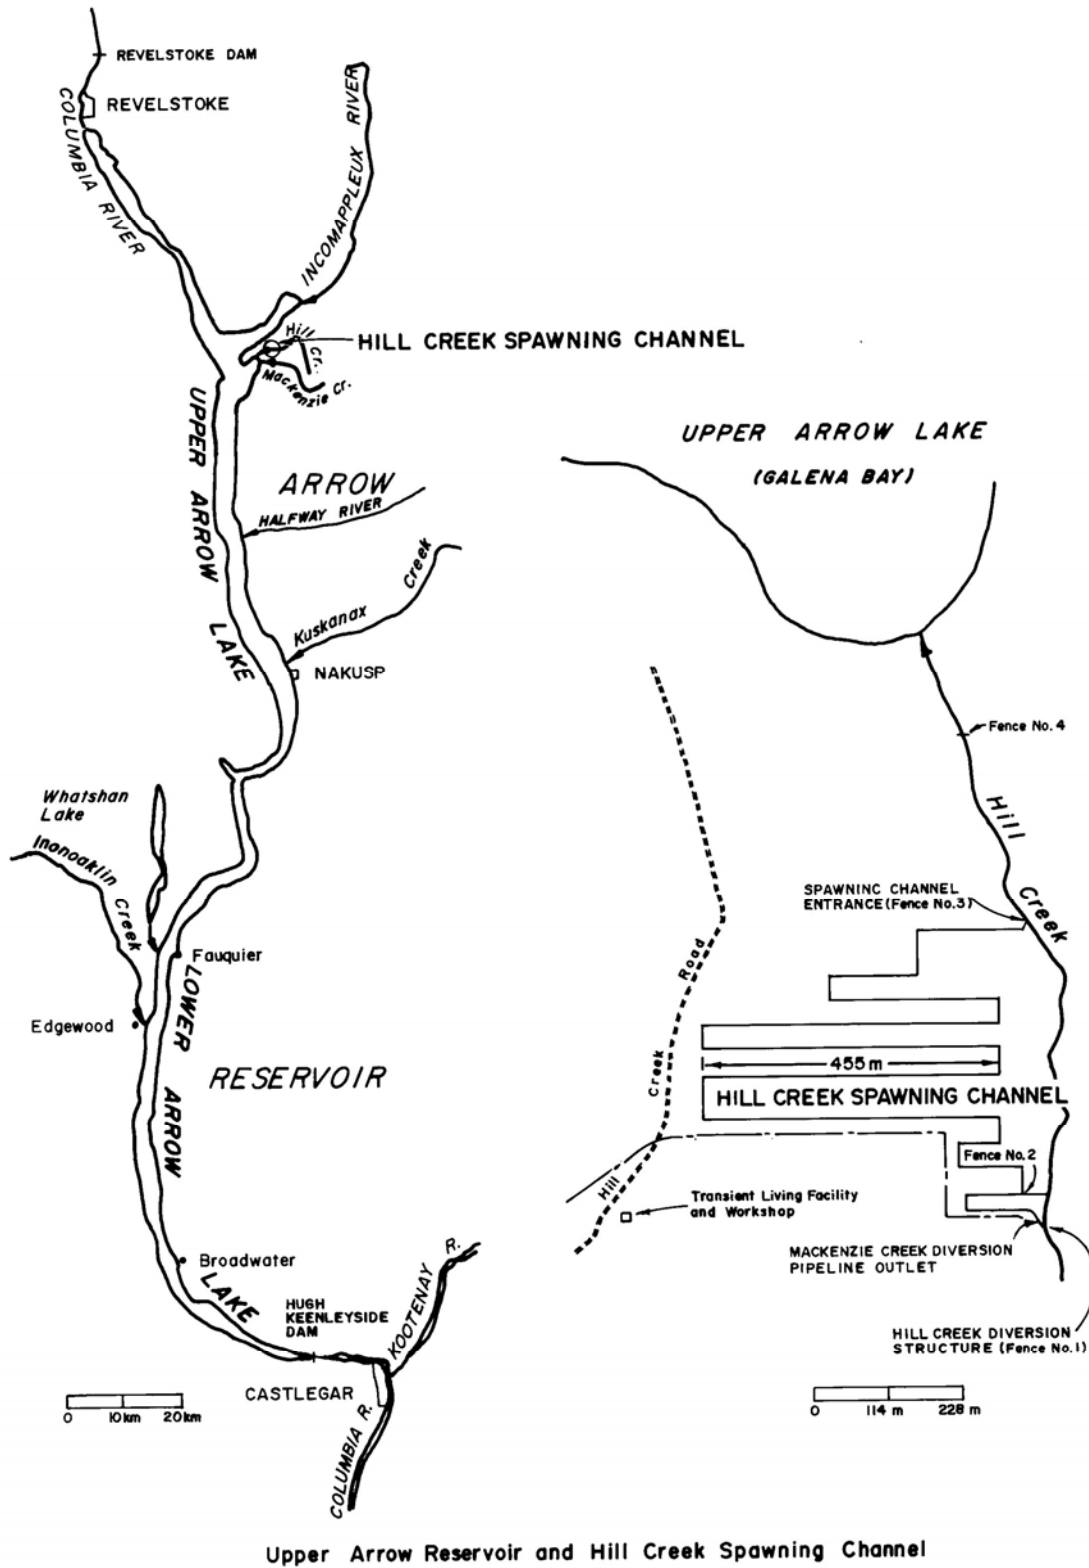 REVELSTOKE DAM
REVELSTOKE
COLUMBIA RIVER
INCOMAPPLEUX RIVER
Hill Cr.
HILL CREEK SPAWNING CHANNEL
Mackenzie Cr.
UPPER ARROW LAKE
ARROW
HALFWAY RIVER
Kuskanax Creek
NAKUSP
Whatshan
Lake
Inonoaklin Creek
Fauquier
Edgewood
LOWER ARROW LAKE
RESERVOIR
Broadwater
HUGH
KEENLEYSIDE
DAM
KOOTENAY R.
CASTLEGAR
COLUMBIA R.
0 10km 20km
UPPER ARROW LAKE
(GALENA BAY)
Fence No. 4
Hill Creek
SPAWNING CHANNEL
ENTRANCE (Fence No.3)
Hill Creek Road
455 m
HILL CREEK SPAWNING CHANNEL
Fence No. 2
Transient Living Facility
and Workshop
MACKENZIE CREEK DIVERSION
PIPELINE OUTLET
HILL CREEK DIVERSION
STRUCTURE (Fence No.1)
0 114 m 228 m
Upper Arrow Reservoir and Hill Creek Spawning Channel